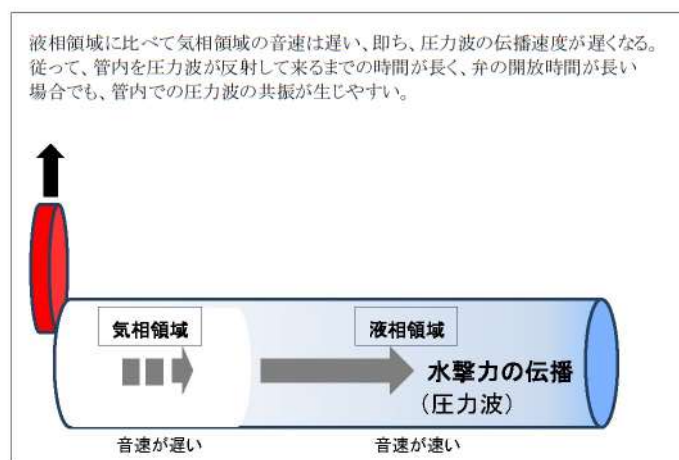 液相領域に比べて気相領域の音速は遅い、即ち、圧力波の伝播速度が遅くなる。
従って、管内を圧力波が反射して来るまでの時間が長く、弁の開放時間が長い
場合でも、管内での圧力波の共振が生じやすい。
気相領域
液相領域
水撃力の伝播
（圧力波）
音速が遅い
音速が速い